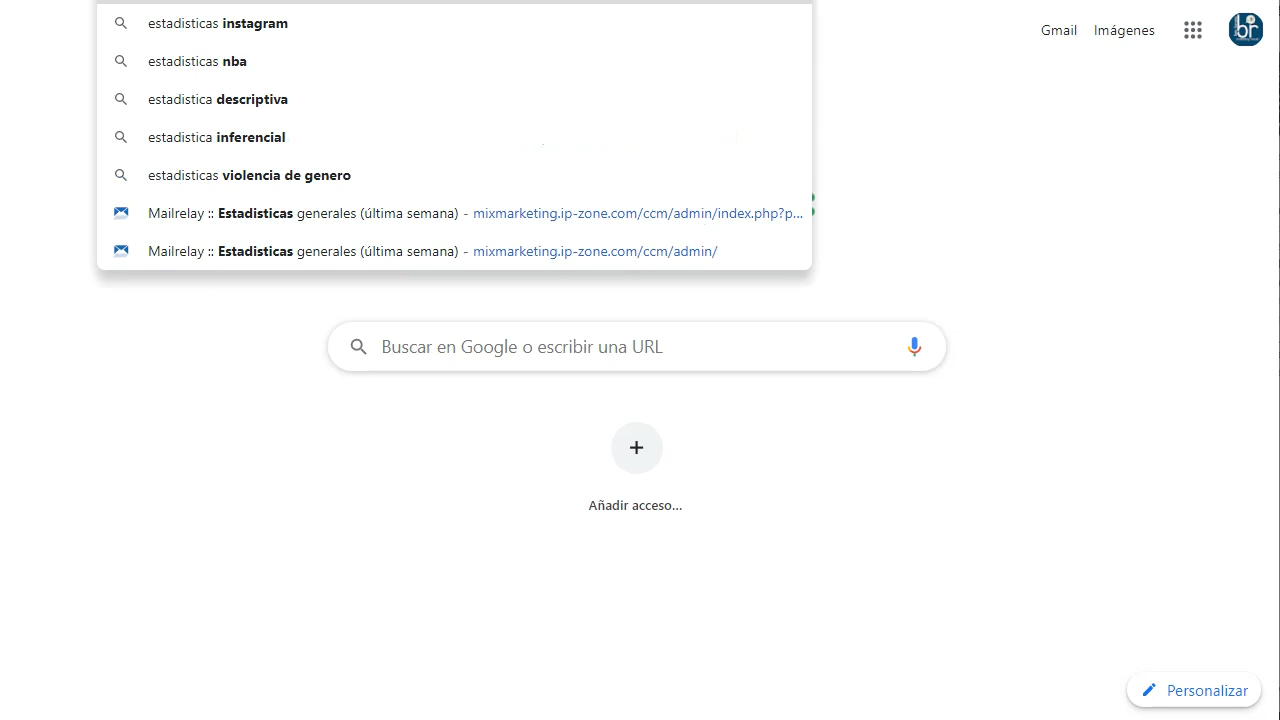 estadisticas instagram
Gmail Imágenes
br
estadisticas nba
estadistica descriptiva
estadistica inferencial
estadisticas violencia de genero
Mailrelay :: Estadisticas generales (última semana) - mixmarketing.ip-zone.com/ccm/admin/index.php?p...
Mailrelay :: Estadisticas generales (última semana) - mixmarketing.ip-zone.com/ccm/admin/
Buscar en Google o escribir una URL
Añadir acceso...
Personalizar